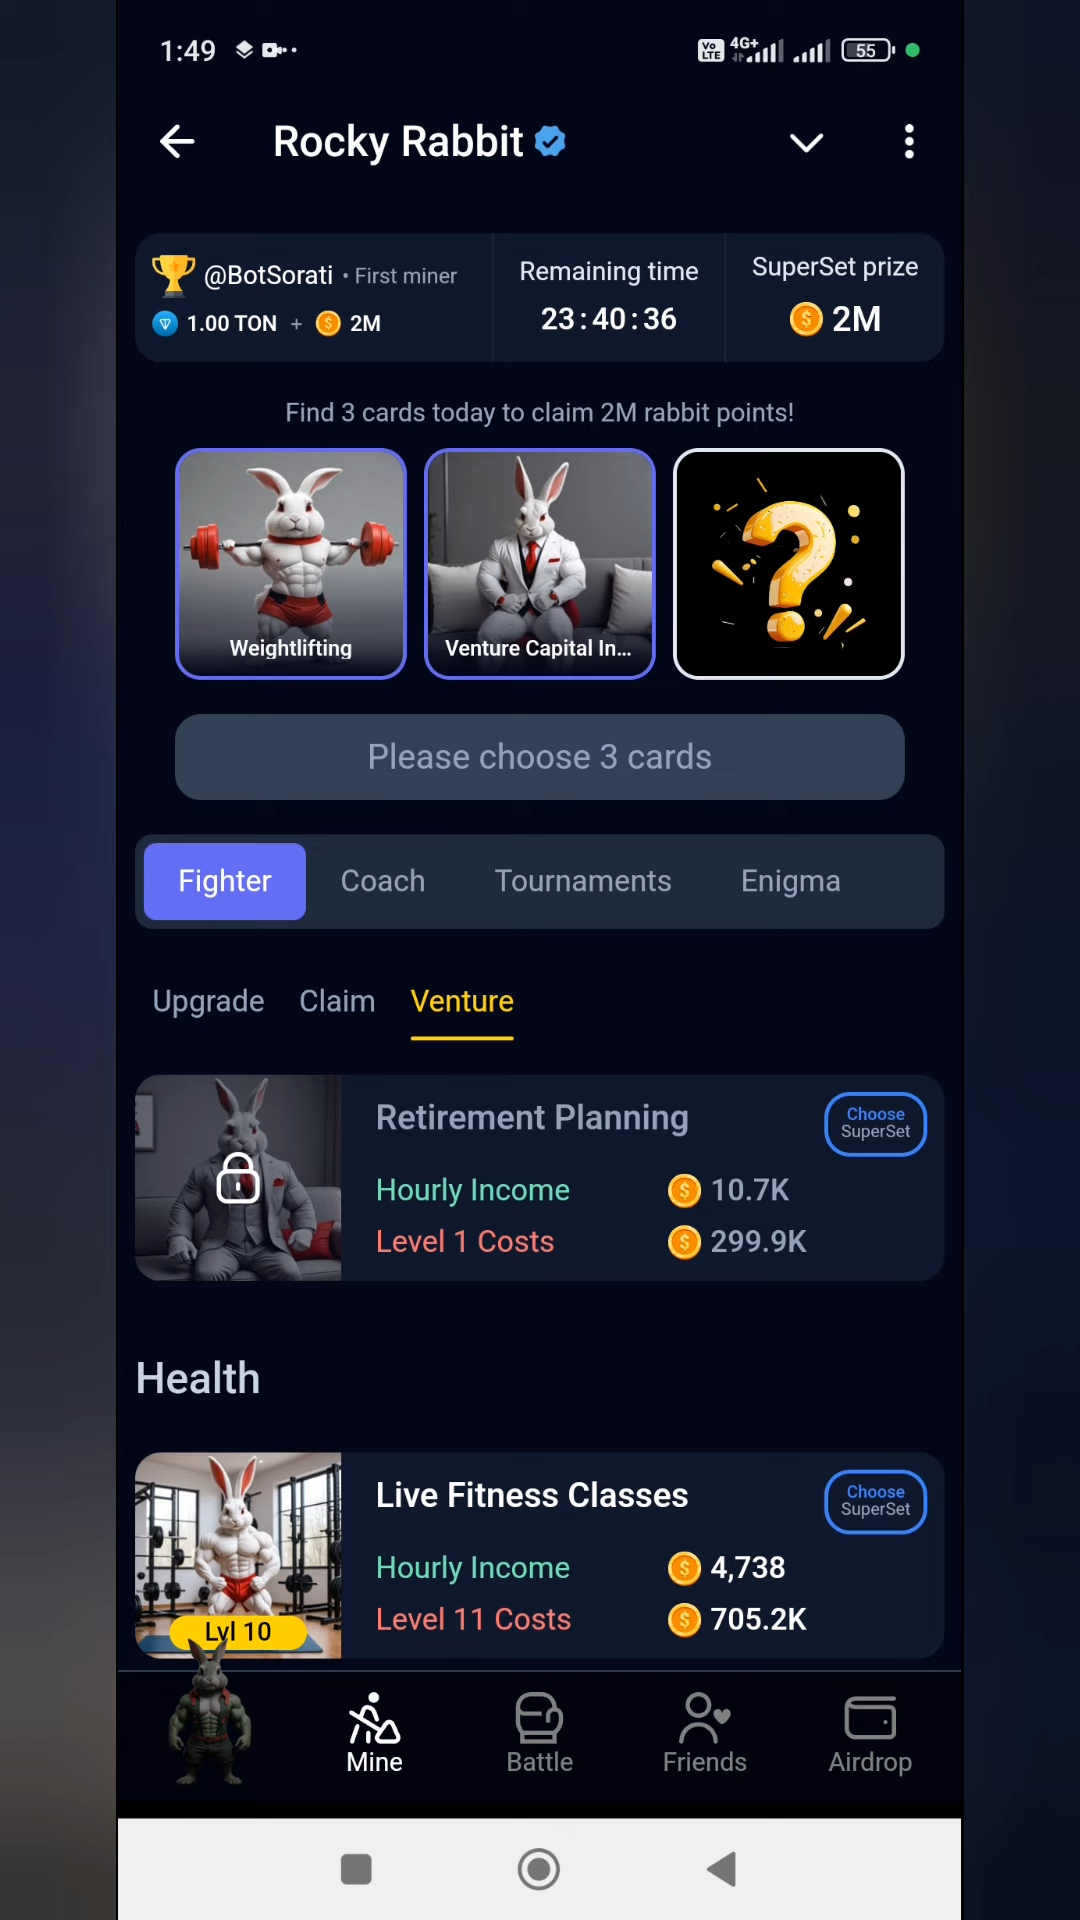 1:49
Vo LTE 4G+ 55
Rocky Rabbit
@BotSorati • First miner
1.00 TON + 2M
Remaining time
23:40:36
SuperSet prize
2M
Find 3 cards today to claim 2M rabbit points!
Weightlifting
Venture Capital In...
Please choose 3 cards
Fighter Coach Tournaments Enigma
Upgrade Claim Venture
Retirement Planning
Choose
SuperSet
Hourly Income 10.7K
Level 1 Costs 299.9K
Health
Live Fitness Classes
Choose
SuperSet
Hourly Income 4,738
Level 11 Costs 705.2K
Lvl 10
Mine Battle Friends Airdrop